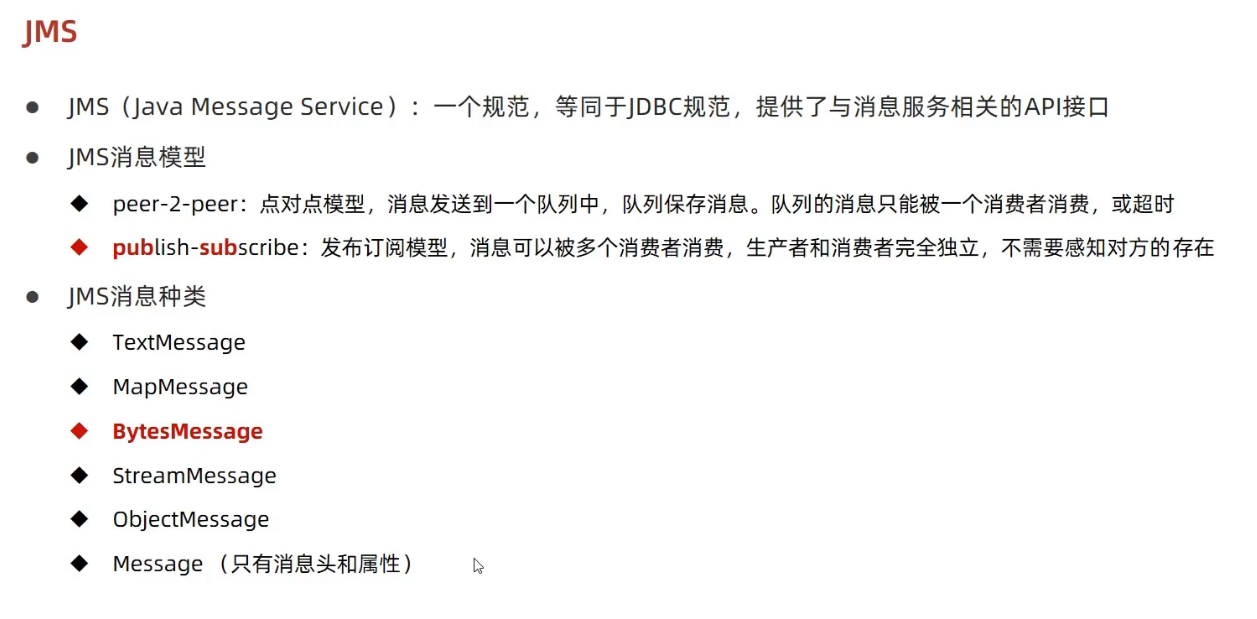 JMS
● JMS（Java Message Service）：一个规范，等同于JDBC规范，提供了与消息服务相关的API接口
● JMS消息模型
◆ peer-2-peer：点对点模型，消息发送到一个队列中，队列保存消息。队列的消息只能被一个消费者消费，或超时
◆ publish-subscribe：发布订阅模型，消息可以被多个消费者消费，生产者和消费者完全独立，不需要感知对方的存在
● JMS消息种类
◆ TextMessage
◆ MapMessage
◆ BytesMessage
◆ StreamMessage
◆ ObjectMessage
◆ Message （只有消息头和属性）